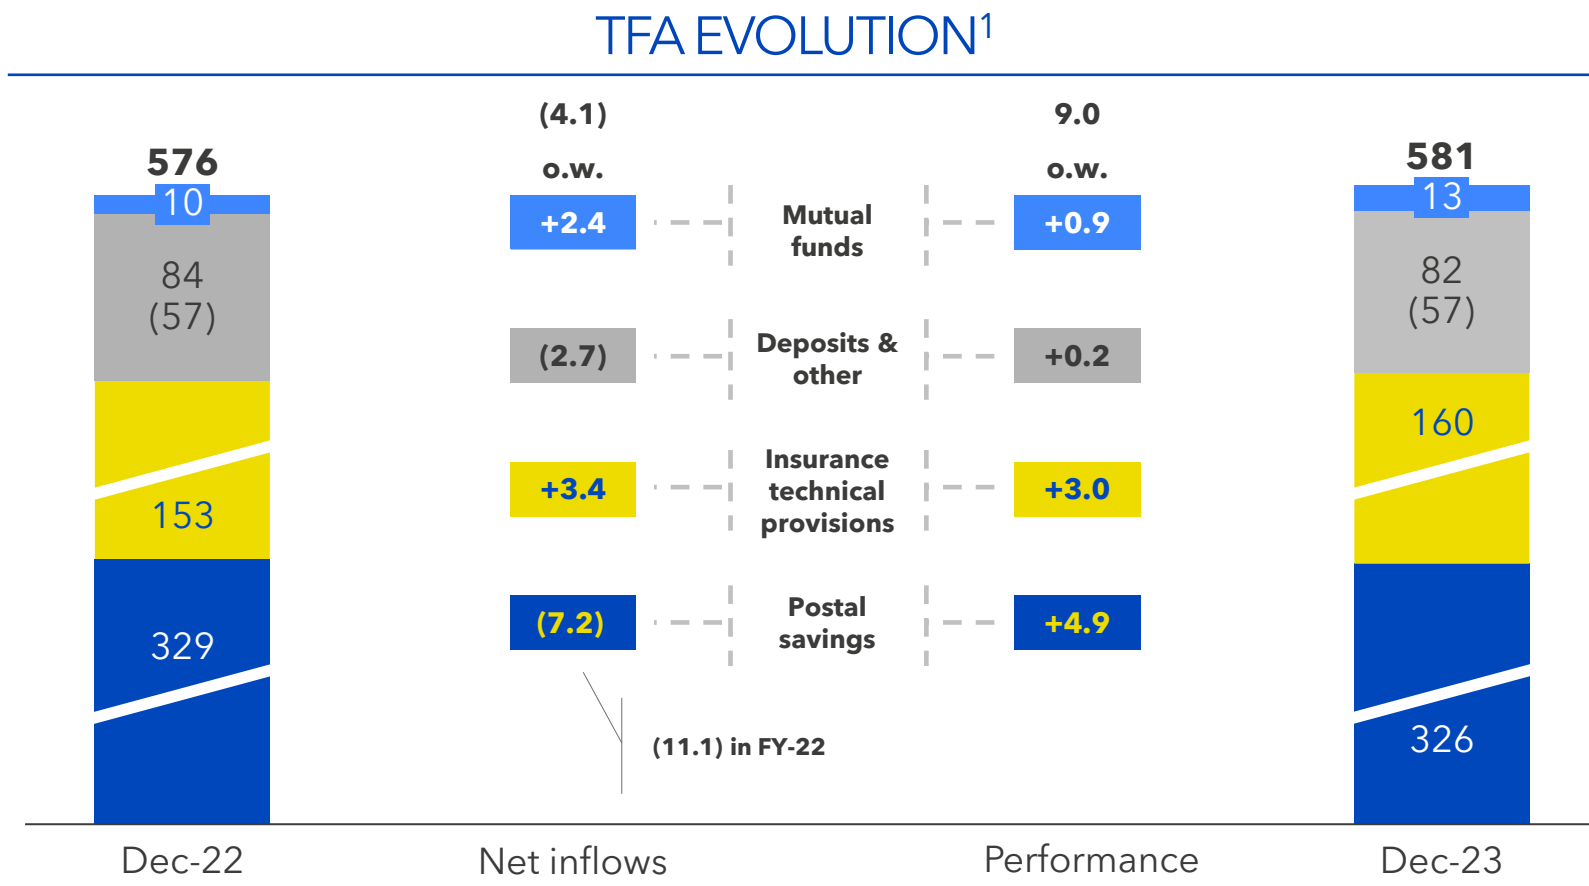 TFA EVOLUTION1
576
10
84
(57)
153
329
Dec-22
(4.1)
o.w.
+2.4
(2.7)
+3.4
(7.2)
(11.1) in FY-22
Net inflows
Mutual
funds
Deposits &
other
Insurance
technical
provisions
Postal
savings
9.0
o.w.
+0.9
+0.2
+3.0
+4.9
Performance
581
13
82
(57)
160
326
Dec-23